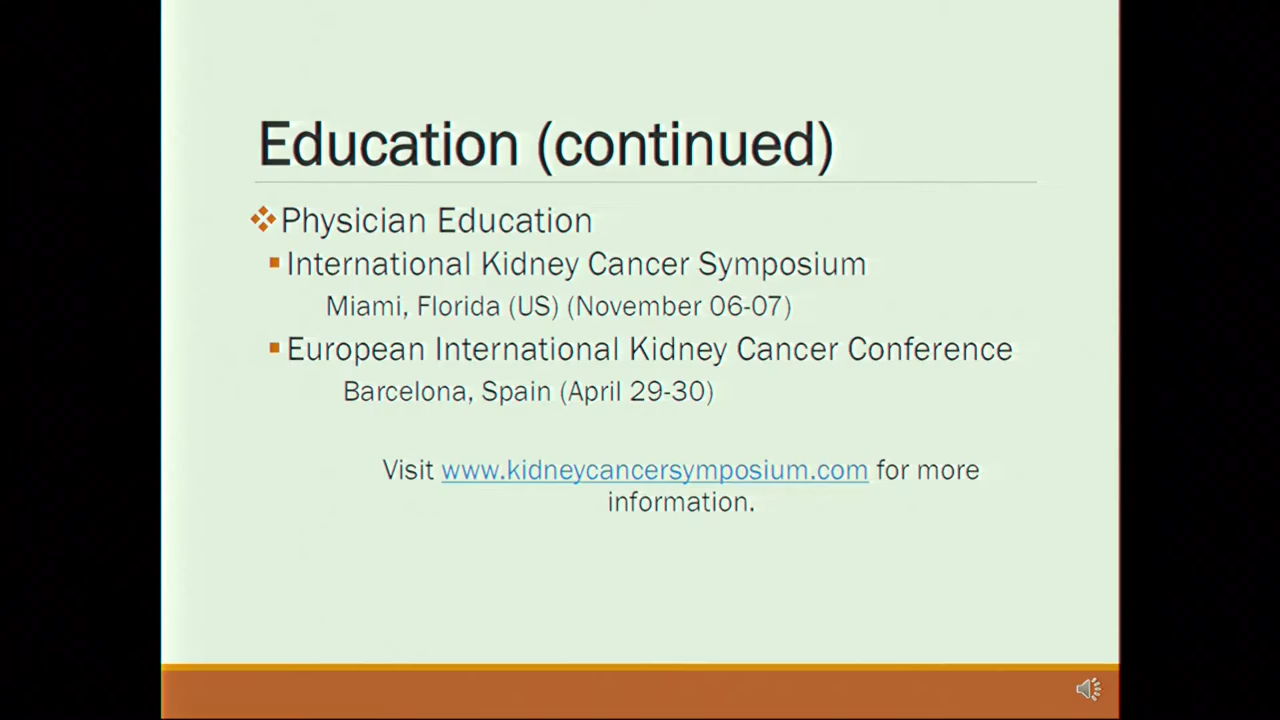 Education (continued)
Physician Education
International Kidney Cancer Symposium
Miami, Florida (US) (November 06-07)
European International Kidney Cancer Conference
Barcelona, Spain (April 29-30)
Visit www.kidneycancersymposium.com for more
information.